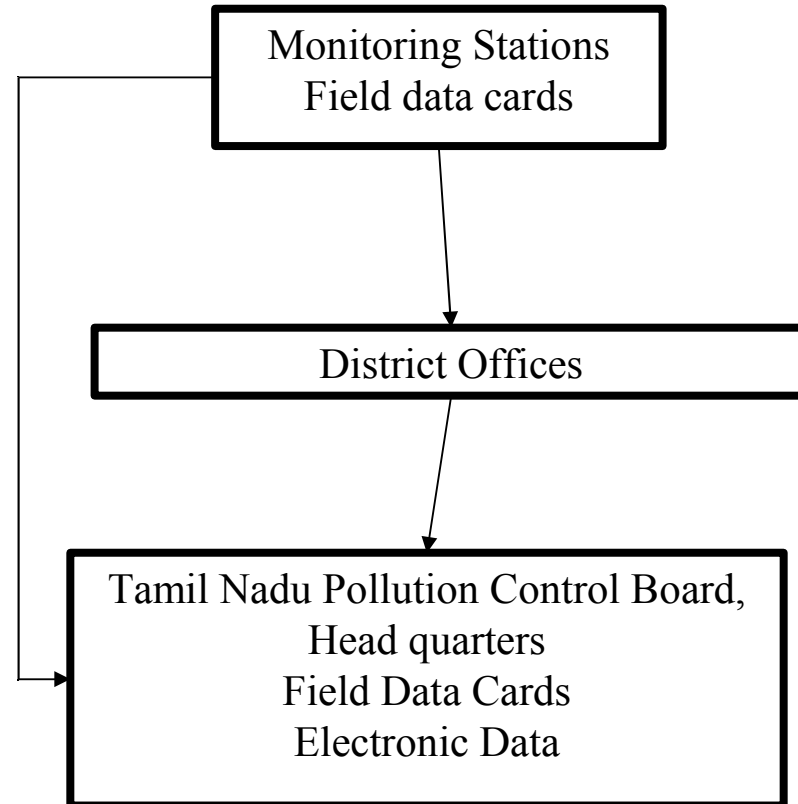 Monitoring Stations
Field data cards
District Offices
Tamil Nadu Pollution Control Board,
Head quarters
Field Data Cards
Electronic Data